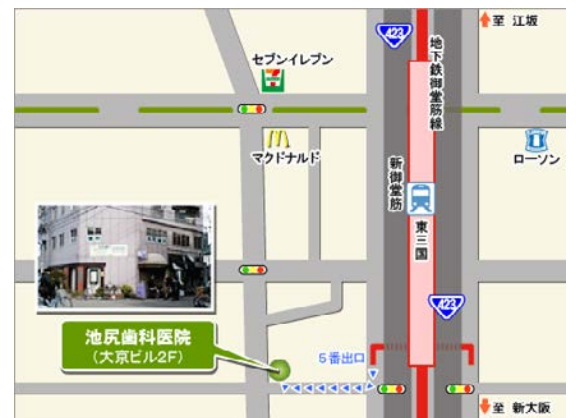 423
至 江坂
地下鉄御堂筋線
セブンイレブン
マクドナルド
ローソン
新御堂筋
東三国
423
池尻歯科医院
(大京ビル2F)
5番出口
至 新大阪